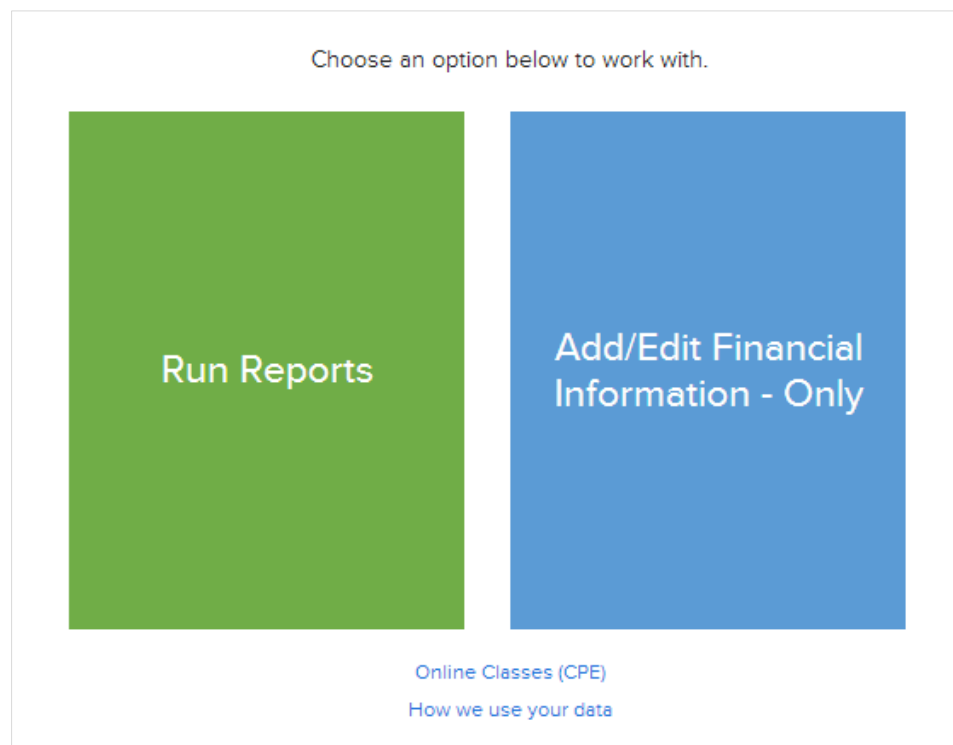 Choose an option below to work with.
Run Reports
Add/Edit Financial
Information - Only
Online Classes (CPE)
How we use your data